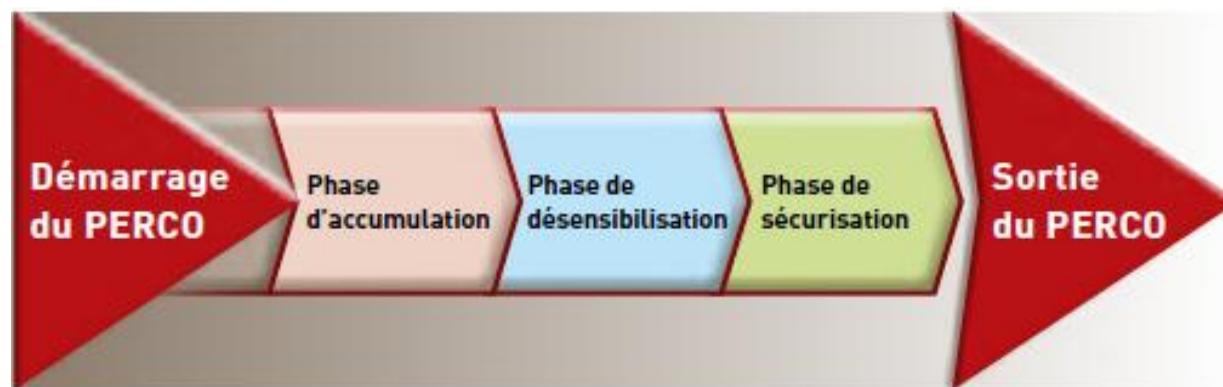 Démarrage
du PERCO
Phase
d'accumulation
Phase de
désensibilisation
Phase de
sécurisation
Sortie
du PERCO